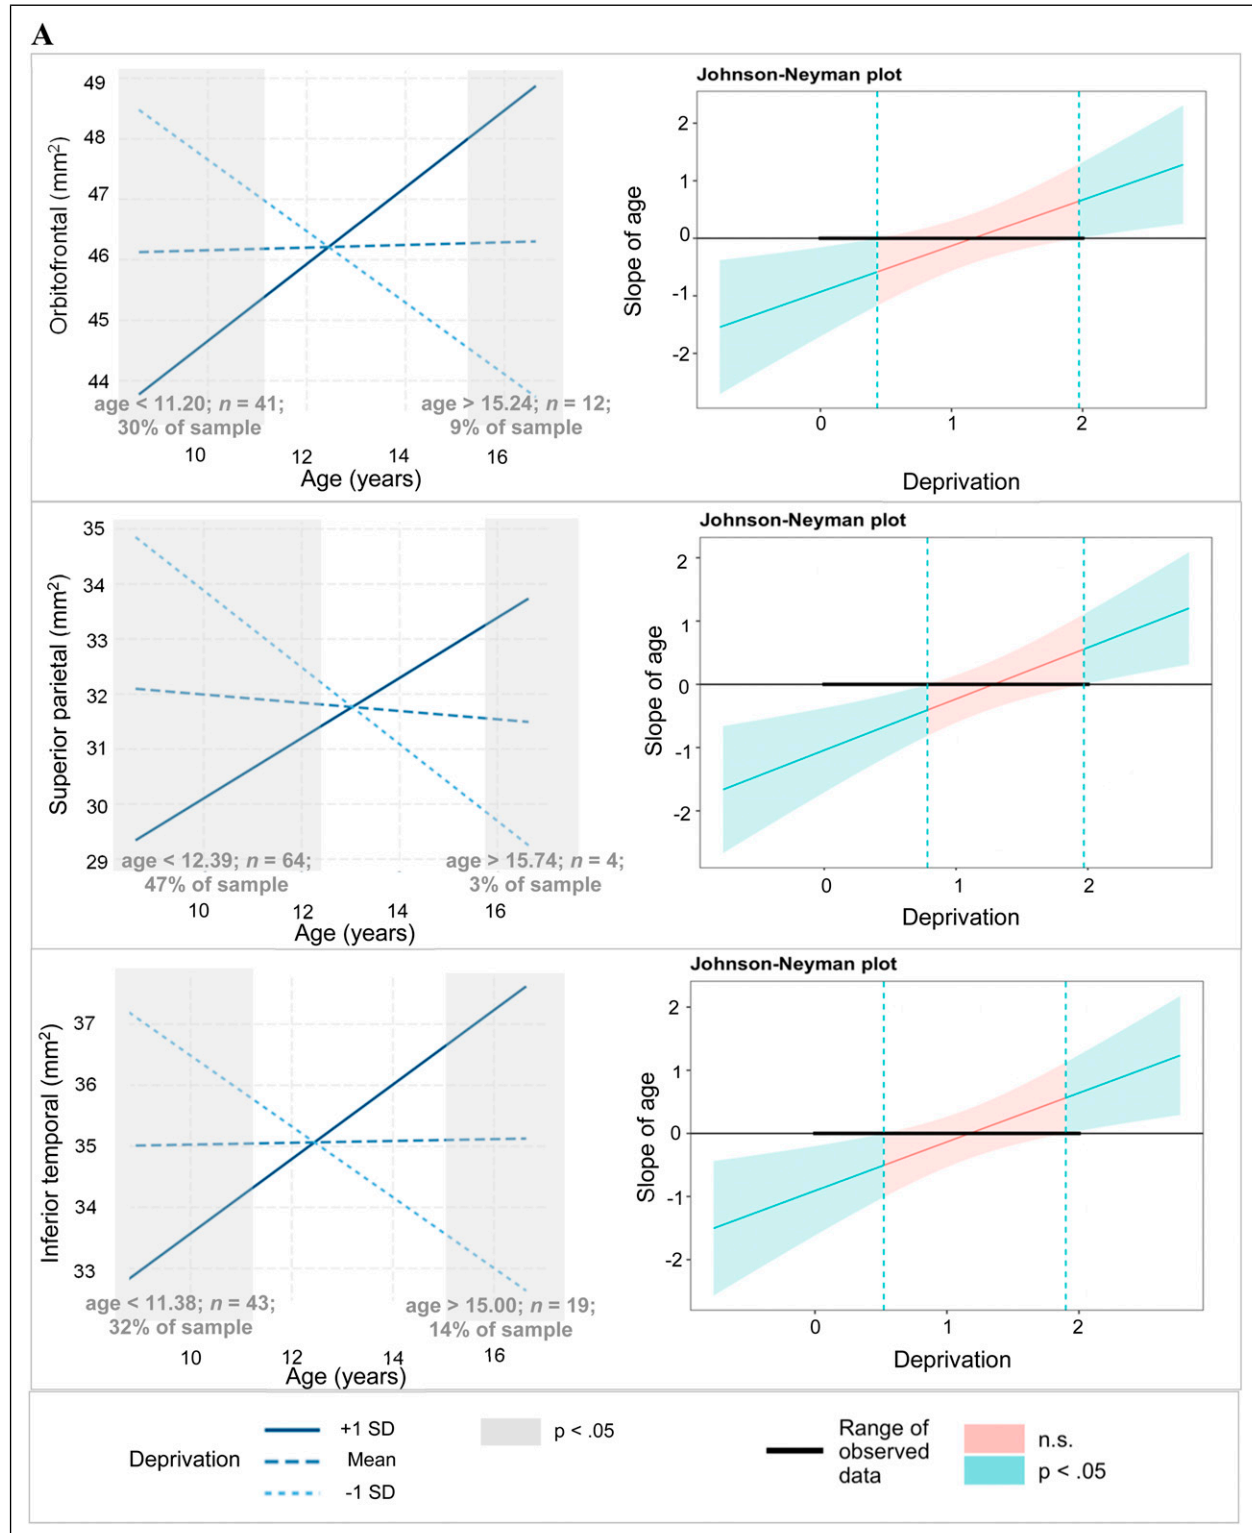 A
49
48
47
46
45
44
Orbitofrontal (mm²)
age < 11.20; n = 41;
30% of sample
age > 15.24; n = 12;
9% of sample
10
12
14
16
Age (years)
Johnson-Neyman plot
2
1
0
-1
-2
Slope of age
0
1
2
Deprivation
35
34
33
32
31
30
29
Superior parietal (mm²)
age < 12.39; n = 64;
47% of sample
age > 15.74; n = 4;
3% of sample
10
12
14
16
Age (years)
Johnson-Neyman plot
2
1
0
-1
-2
Slope of age
0
1
2
Deprivation
37
36
35
34
33
Inferior temporal (mm²)
age < 11.38; n = 43;
32% of sample
age > 15.00; n = 19;
14% of sample
10
12
14
16
Age (years)
Johnson-Neyman plot
2
1
0
-1
-2
Slope of age
0
1
2
Deprivation
Deprivation
+1 SD
Mean
-1 SD
p < .05
Range of
observed
data
n.s.
p < .05